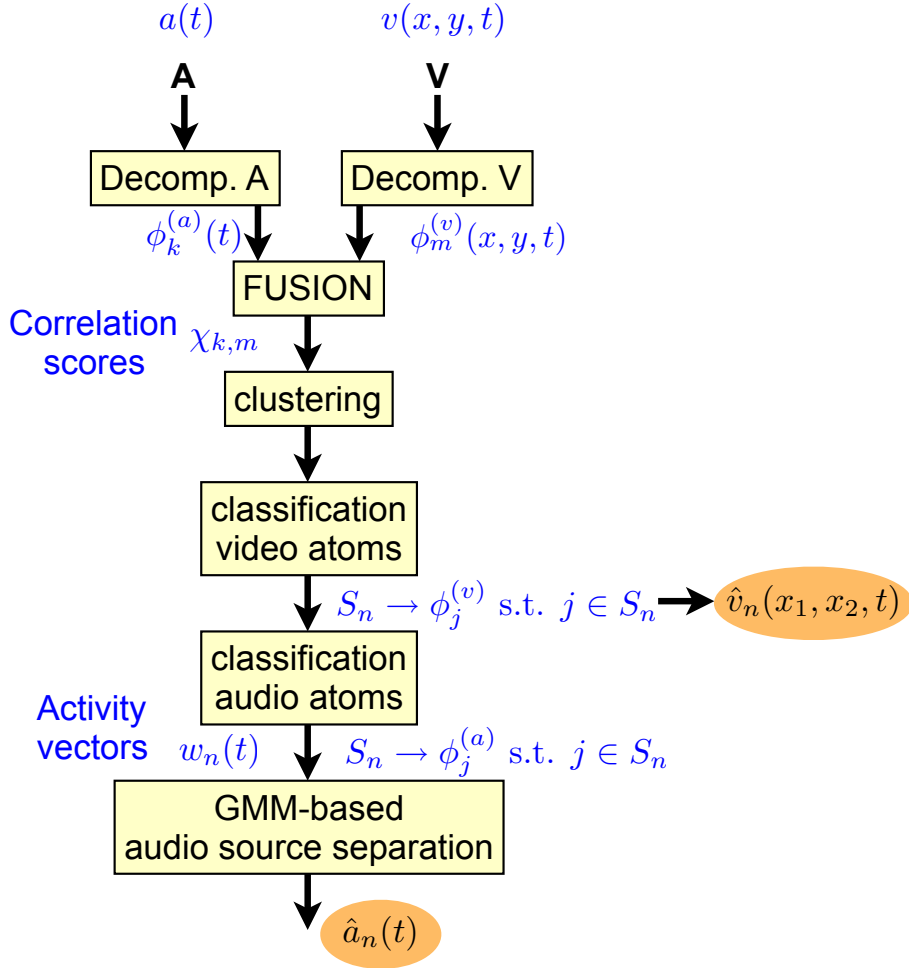 a(t) v(x, y, t)
A V
Decomp. A Decomp. V
ϕ_k^{(a)}(t) ϕ_m^{(v)}(x, y, t)
FUSION
Correlation
scores
χ_{k,m}
clustering
classification
video atoms
S_n → ϕ_j^{(v)} s.t. j ∈ S_n
v̂_n(x_1, x_2, t)
classification
audio atoms
Activity
vectors
w_n(t) S_n → ϕ_j^{(a)} s.t. j ∈ S_n
GMM-based
audio source separation
â_n(t)